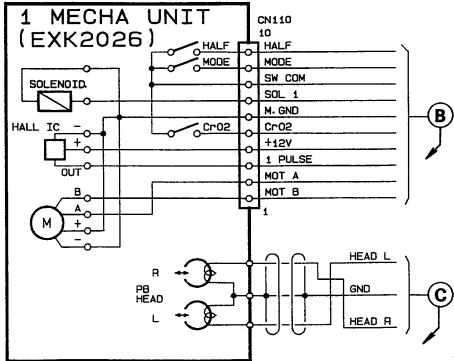 1 MECHA UNIT
(EXK2026)
CN110
10
HALF
HALF
MODE
MODE
SW COM
SOLENOID
SOL 1
M.GND
HALL IC
−
CrO2
CrO2
+
+12V
OUT
1 PULSE
MOT A
B
MOT B
A
M
+
−
1
B
R
HEAD L
PB
HEAD
GND
C
L
HEAD R